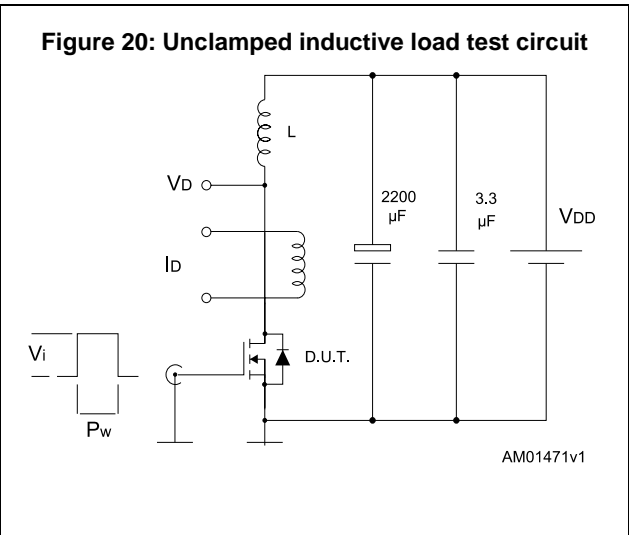 Figure 20: Unclamped inductive load test circuit
L
VD
2200
µF
3.3
µF
VDD
ID
Vi
D.U.T.
Pw
AM01471v1